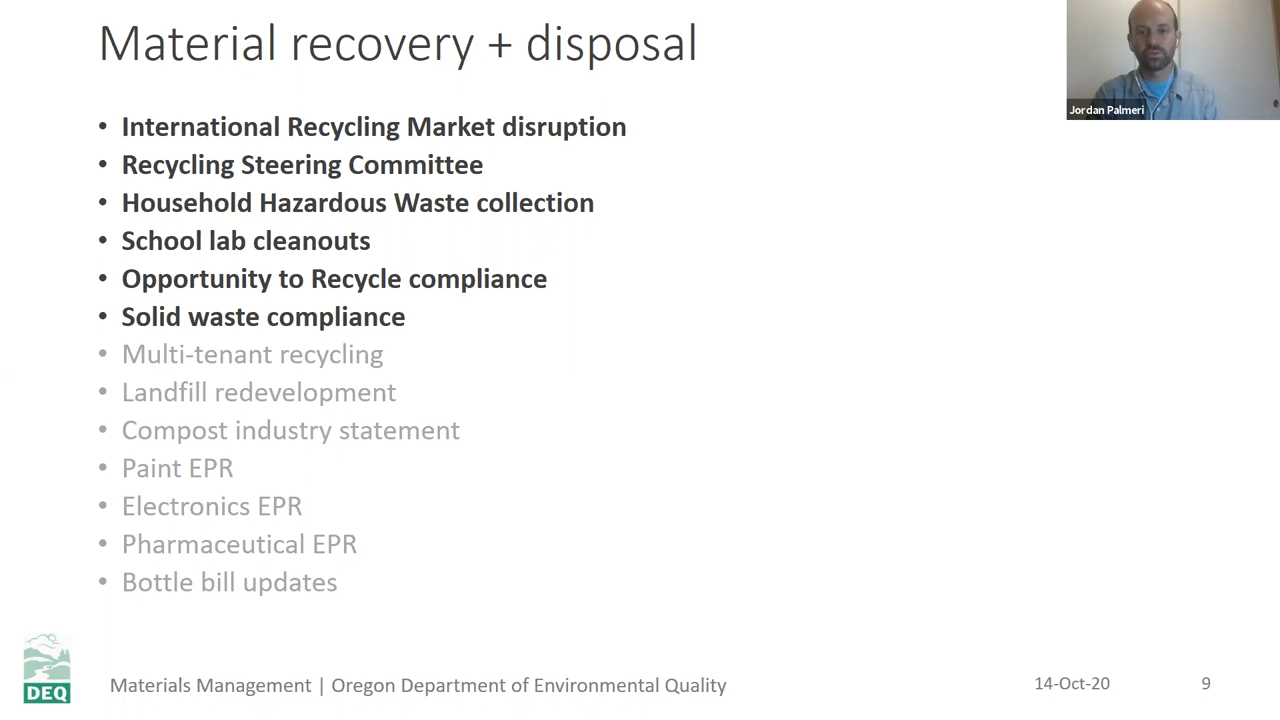 Material recovery + disposal
Jordan Palmeri
• International Recycling Market disruption
• Recycling Steering Committee
• Household Hazardous Waste collection
• School lab cleanouts
• Opportunity to Recycle compliance
• Solid waste compliance
• Multi-tenant recycling
• Landfill redevelopment
• Compost industry statement
• Paint EPR
• Electronics EPR
• Pharmaceutical EPR
• Bottle bill updates
DEQ
Materials Management | Oregon Department of Environmental Quality
14-Oct-20
9